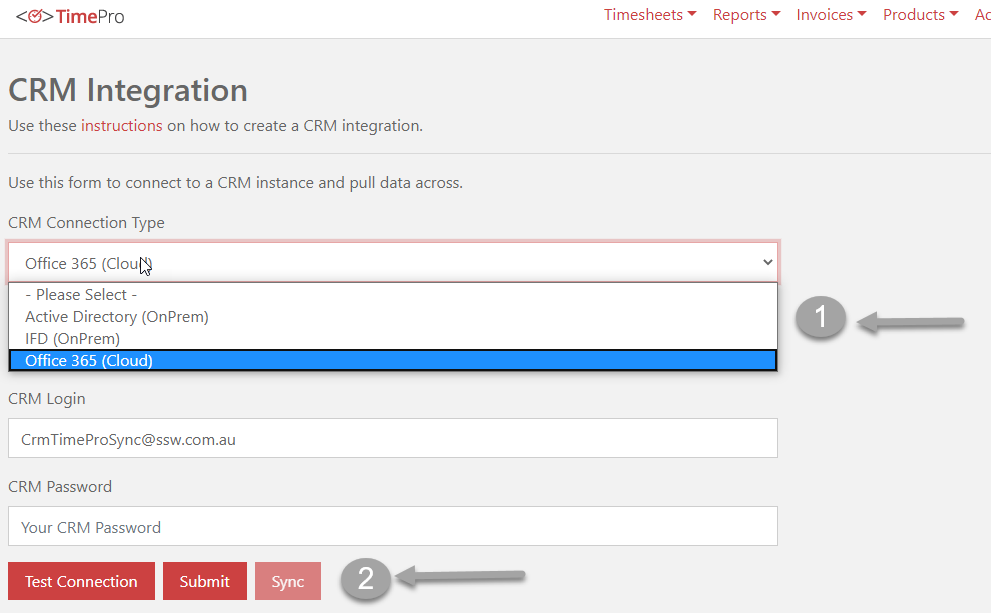 <✓>TimePro Timesheets Reports Invoices Products Ac
CRM Integration
Use these instructions on how to create a CRM integration.
Use this form to connect to a CRM instance and pull data across.
CRM Connection Type
Office 365 (Cloud)
- Please Select -
Active Directory (OnPrem)
1
IFD (OnPrem)
Office 365 (Cloud)
CRM Login
CrmTimeProSync@ssw.com.au
CRM Password
Your CRM Password
Test Connection Submit Sync 2